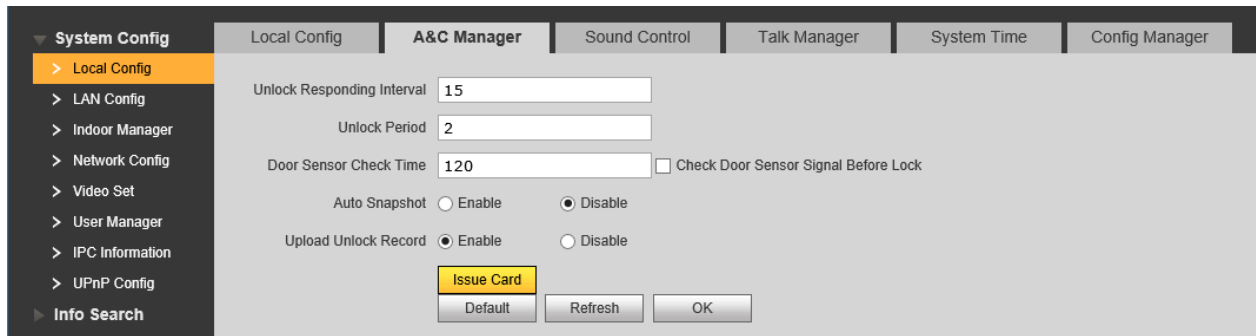 System Config
Local Config
LAN Config
Indoor Manager
Network Config
Video Set
User Manager
IPC Information
UPnP Config
Info Search
Local Config A&C Manager Sound Control Talk Manager System Time Config Manager
Unlock Responding Interval 15
Unlock Period 2
Door Sensor Check Time 120 Check Door Sensor Signal Before Lock
Auto Snapshot Enable Disable
Upload Unlock Record Enable Disable
Issue Card
Default Refresh OK